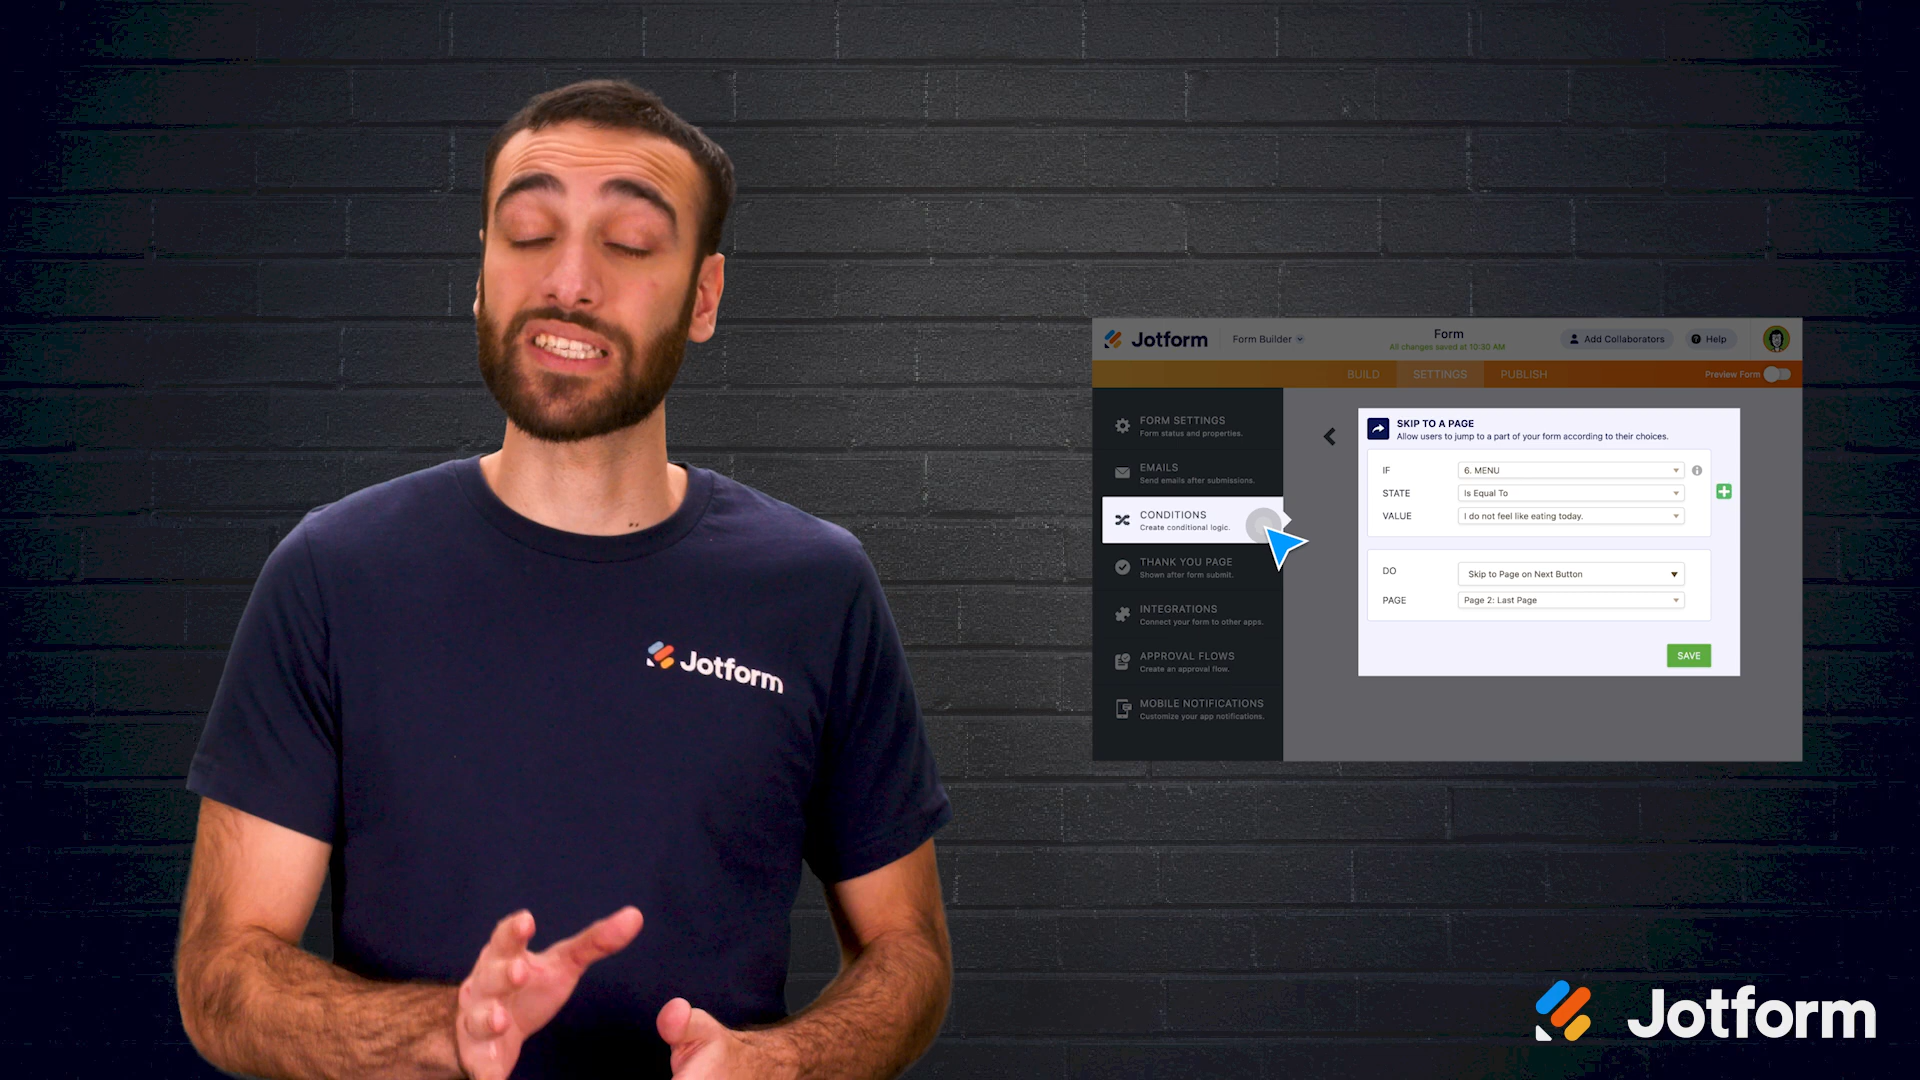 Jotform
Form Builder
Form
All changes saved at 10:30 AM
Add Collaborators
Help
BUILD
SETTINGS
PUBLISH
Preview Form
FORM SETTINGS
Form status and properties.
EMAILS
Send emails after submissions.
CONDITIONS
Create conditional logic.
THANK YOU PAGE
Shown after form submit.
INTEGRATIONS
Connect your form to other apps.
APPROVAL FLOWS
Create an approval flow.
MOBILE NOTIFICATIONS
Customize your app notifications.
SKIP TO A PAGE
Allow users to jump to a part of your form according to their choices.
IF 6. MENU
STATE Is Equal To
VALUE I do not feel like eating today.
DO Skip to Page on Next Button
PAGE Page 2: Last Page
SAVE
Jotform
Jotform